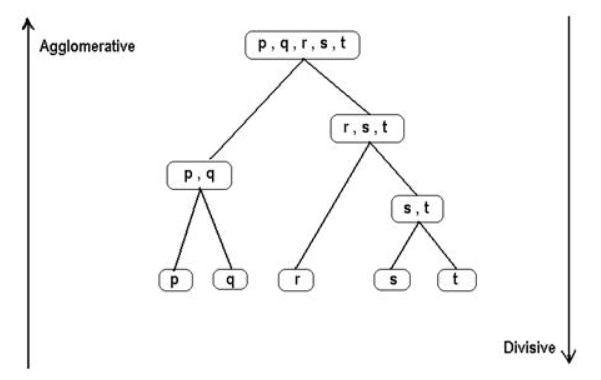 Agglomerative
p , q , r , s , t
r , s , t
p , q
s , t
p
q
r
s
t
Divisive